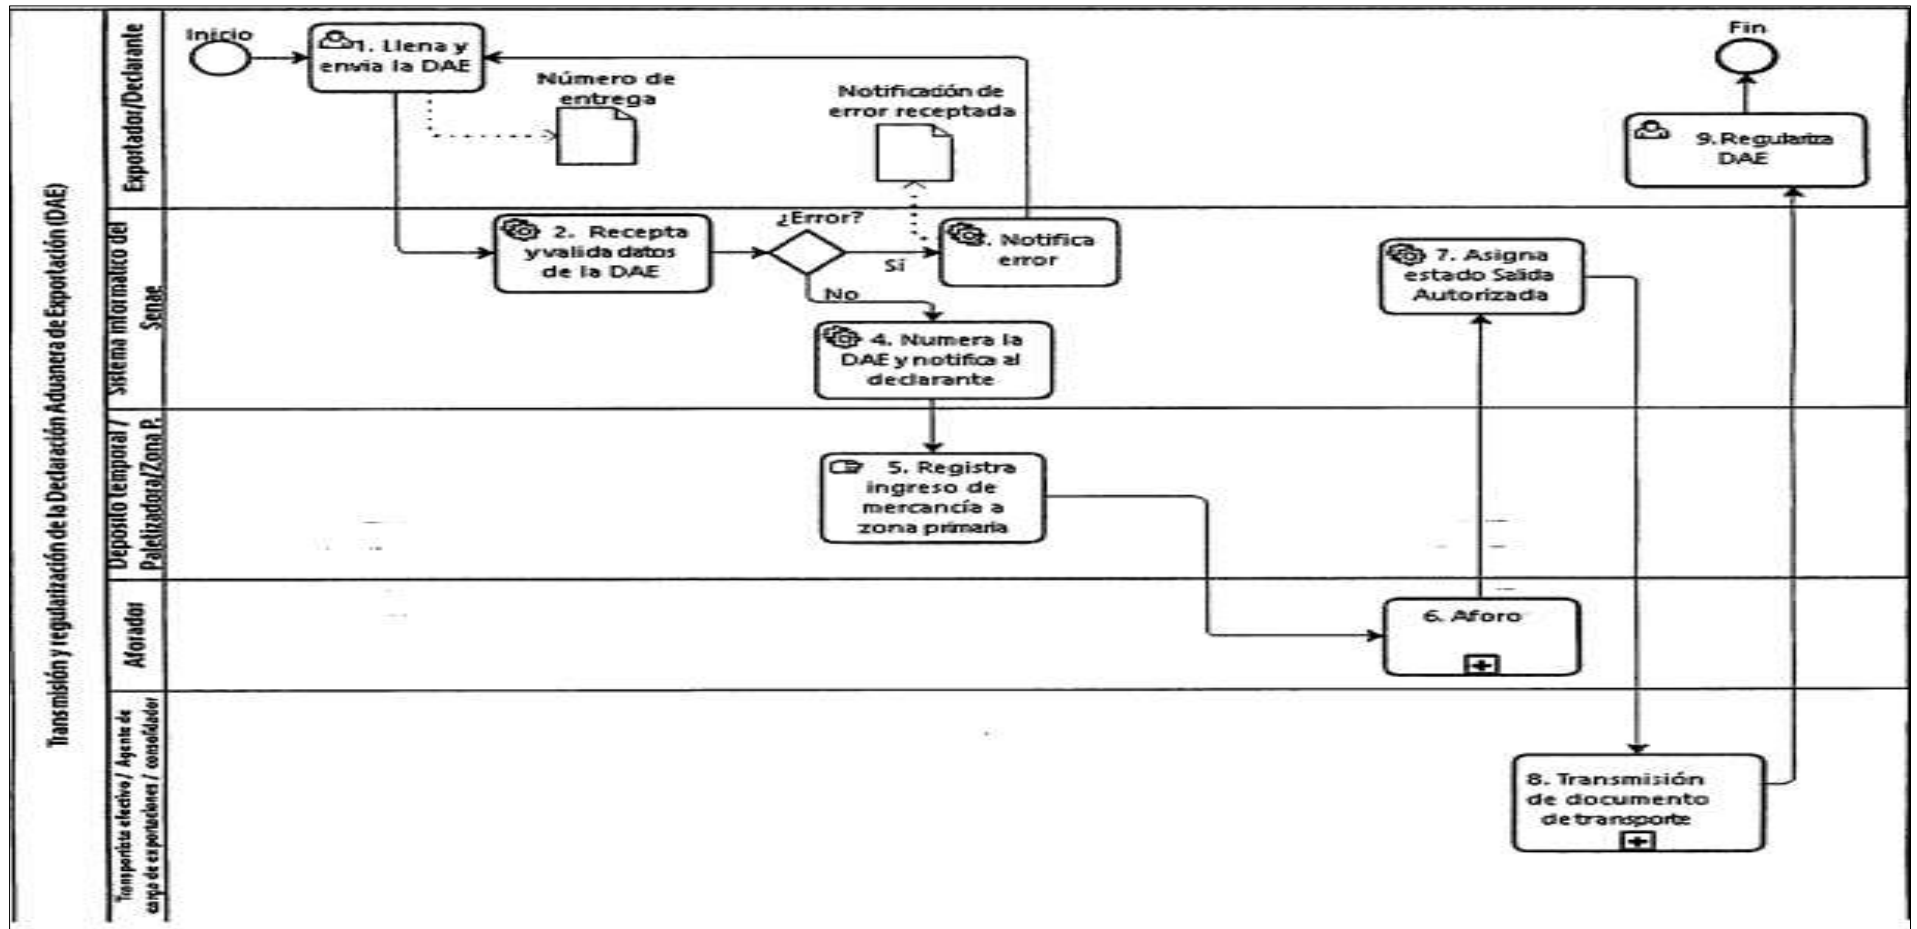 Transmisión y regularización de la Declaración Aduanera de Expotación (DAE)
Exportador/Declarante
Inicio
1. Llena y
envia la DAE
Número de
entrega
Notificación de
error receptada
Fin
9. Regulariza
DAE
Sistema informatico del
Senae
2. Recepta
y valida datos
de la DAE
¿Error?
Sí
No
. Notifica
error
4. Numera la
DAE y notifica al
declarante
7. Asigna
estado Salida
Autorizada
Deposito temporal /
Paletizadora/Zona P.
5. Registra
ingreso de
mercancía a
zona primaria
Aforador
6. Aforo
Transportista efectivo / Agente de
carga de exportaciones / consolidador
8. Transmisión
de documento
de transporte